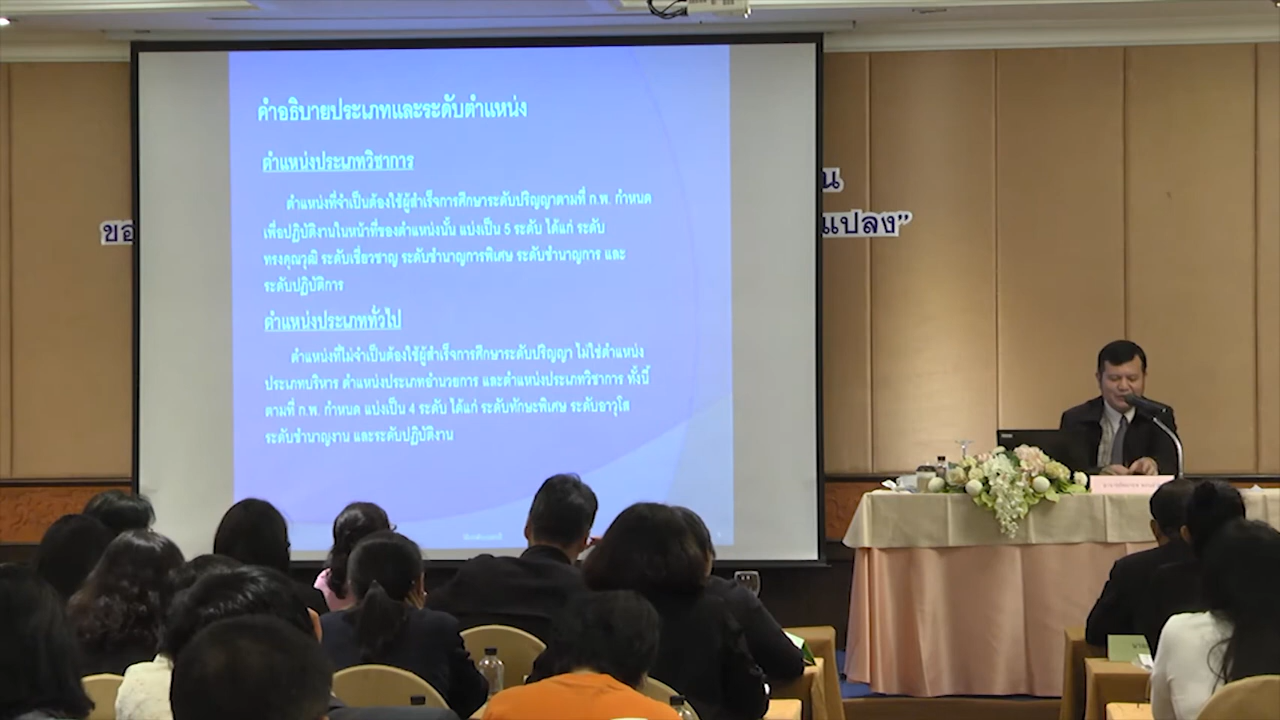 คำอธิบายประเภทและระดับตำแหน่ง
ตำแหน่งประเภทวิชาการ
ตำแหน่งที่จำเป็นต้องใช้ผู้สำเร็จการศึกษาระดับปริญญาตามที่ ก.พ. กำหนด
เพื่อปฏิบัติงานในหน้าที่ของตำแหน่งนั้น แบ่งเป็น 5 ระดับ ได้แก่ ระดับ
ทรงคุณวุฒิ ระดับเชี่ยวชาญ ระดับชำนาญการพิเศษ ระดับชำนาญการ และ
ระดับปฏิบัติการ
ตำแหน่งประเภททั่วไป
ตำแหน่งที่ไม่จำเป็นต้องใช้ผู้สำเร็จการศึกษาระดับปริญญา ไม่ใช่ตำแหน่ง
ประเภทบริหาร ตำแหน่งประเภทอำนวยการ และตำแหน่งประเภทวิชาการ ทั้งนี้
ตามที่ ก.พ. กำหนด แบ่งเป็น 4 ระดับ ได้แก่ ระดับทักษะพิเศษ ระดับอาวุโส
ระดับชำนาญงาน และระดับปฏิบัติงาน
น
ขอ
แปลง”